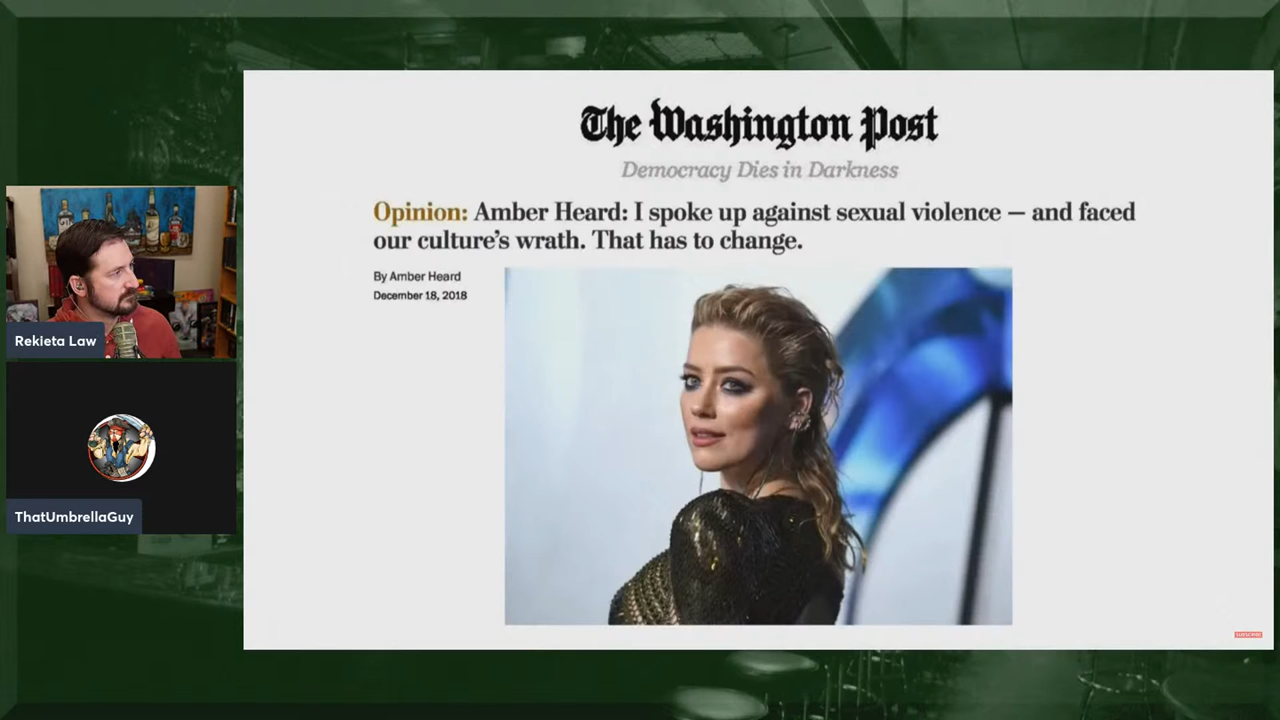 The Washington Post
Democracy Dies in Darkness
Opinion: Amber Heard: I spoke up against sexual violence — and faced
our culture's wrath. That has to change.
By Amber Heard
December 18, 2018
Rekieta Law
ThatUmbrellaGuy
SUBSCRIBE